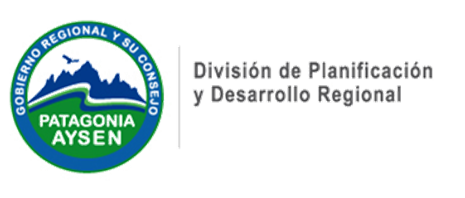 GOBIERNO REGIONAL Y SU CONSEJO
PATAGONIA
AYSEN
División de Planificación
y Desarrollo Regional